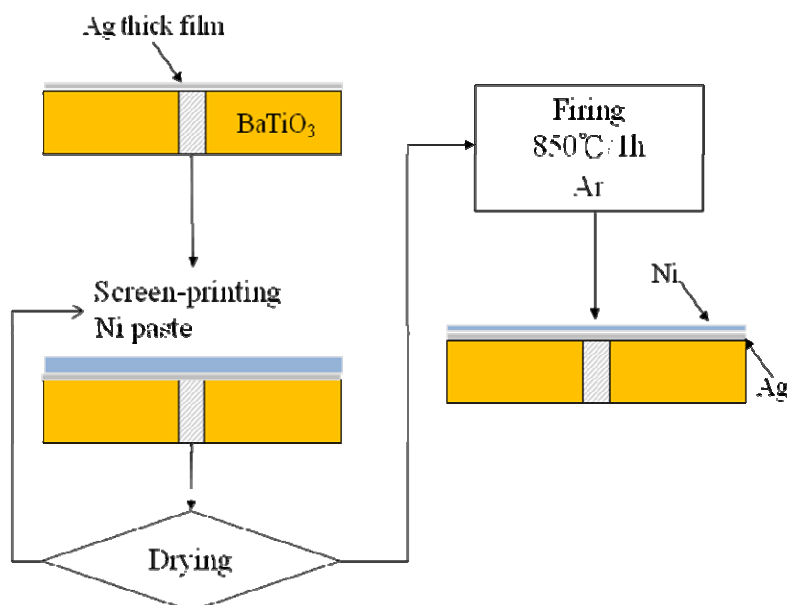 Ag thick film
BaTiO₃
Screen-printing
Ni paste
Drying
Firing
850℃/1h
Ar
Ni
Ag